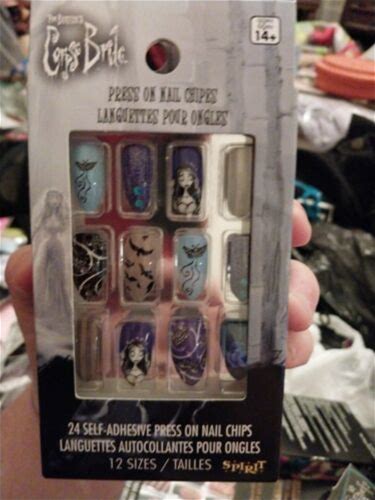 TIM BURTON'S
Corpse Bride
14+
PRESS ON NAIL CHIPES
LANGUETTES POUR ONGLES
24 SELF-ADHESIVE PRESS ON NAIL CHIPS
LANGUETTES AUTOCOLLANTES POUR ONGLES
12 SIZES / TAILLES
SPIRIT